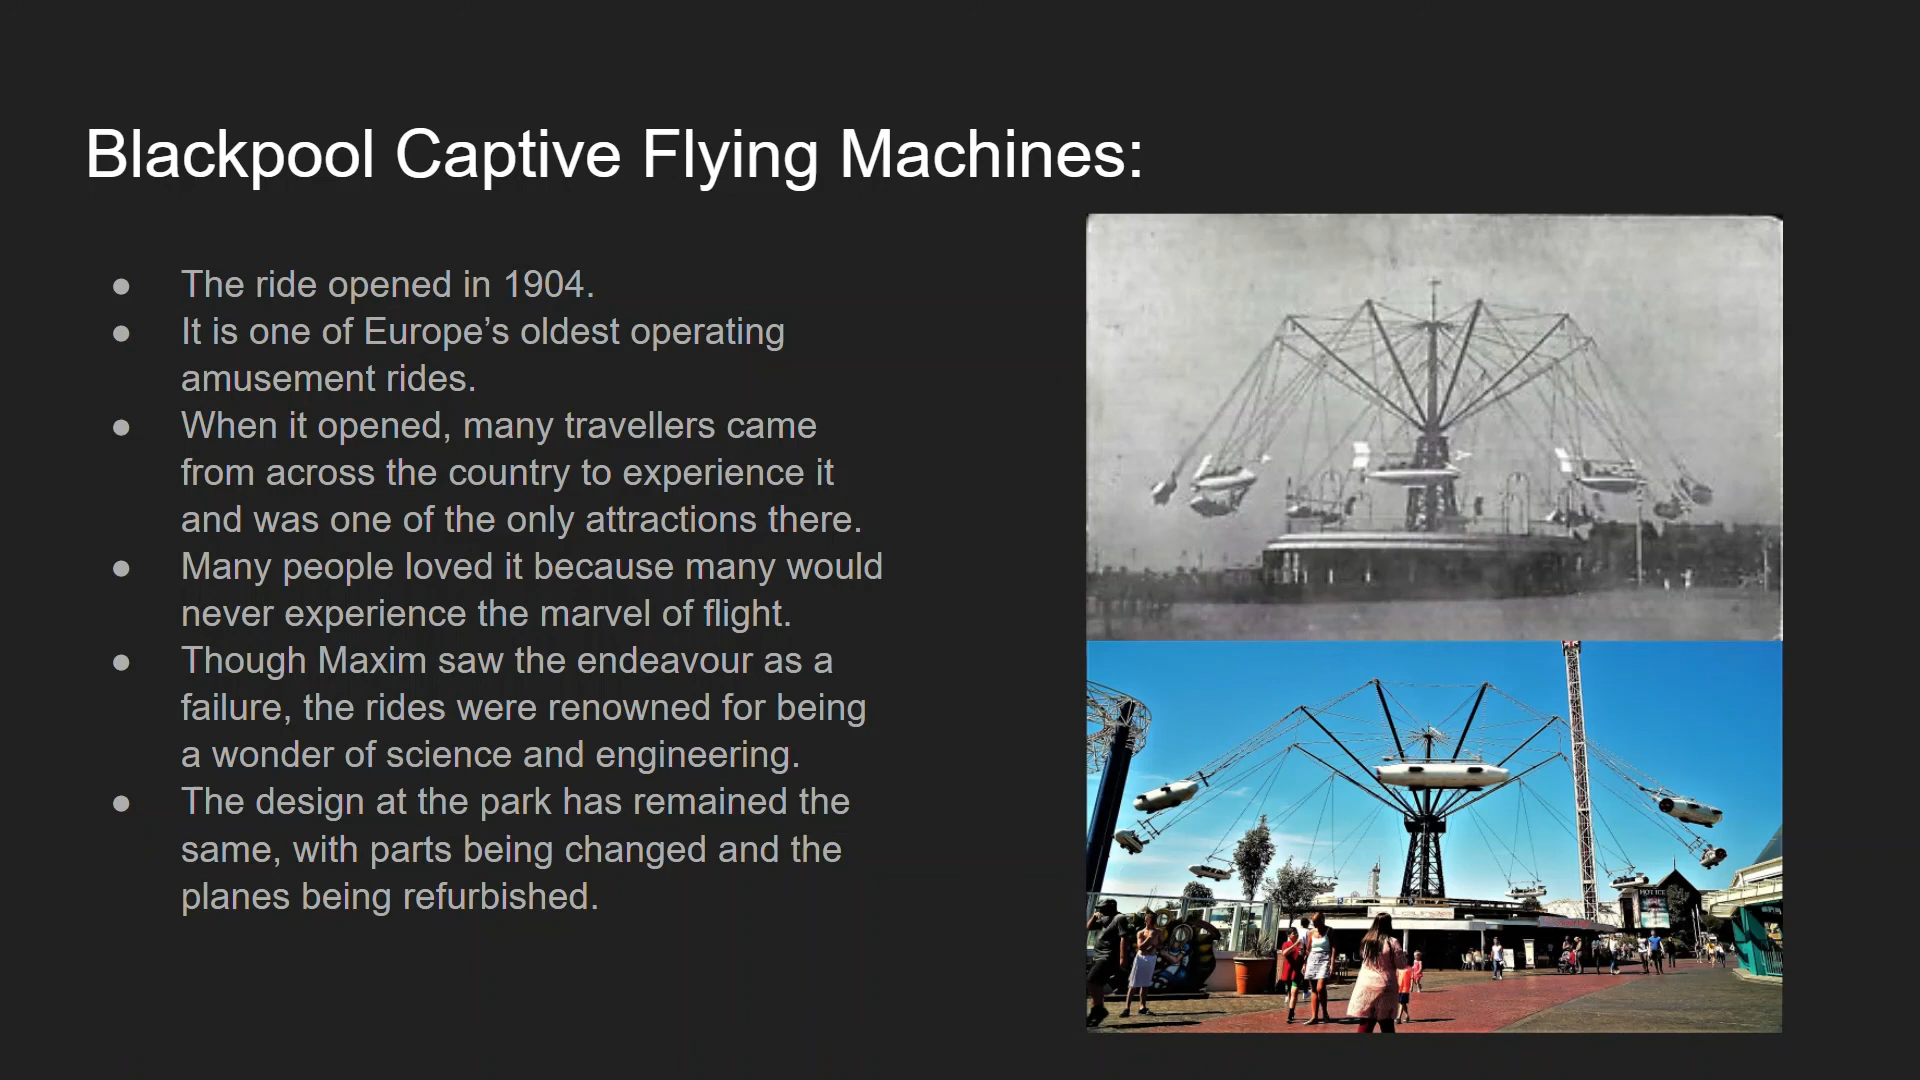 Blackpool Captive Flying Machines:
● The ride opened in 1904.
● It is one of Europe’s oldest operating
amusement rides.
● When it opened, many travellers came
from across the country to experience it
and was one of the only attractions there.
● Many people loved it because many would
never experience the marvel of flight.
● Though Maxim saw the endeavour as a
failure, the rides were renowned for being
a wonder of science and engineering.
● The design at the park has remained the
same, with parts being changed and the
planes being refurbished.
HOT ICE